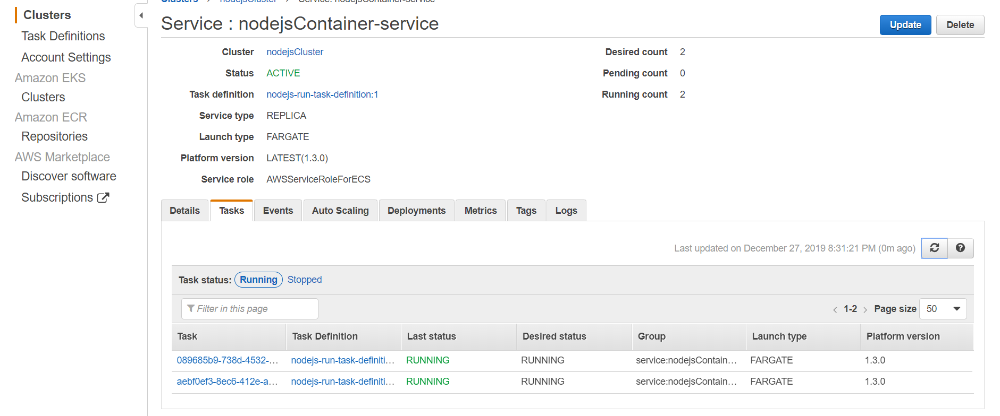 Clusters
Task Definitions
Account Settings
Amazon EKS
Clusters
Amazon ECR
Repositories
AWS Marketplace
Discover software
Subscriptions
Clusters > nodejsCluster > Service: nodejsContainer-service
Service : nodejsContainer-service
Update Delete
Cluster nodejsCluster Desired count 2
Status ACTIVE Pending count 0
Task definition nodejs-run-task-definition:1 Running count 2
Service type REPLICA
Launch type FARGATE
Platform version LATEST(1.3.0)
Service role AWSServiceRoleForECS
Details Tasks Events Auto Scaling Deployments Metrics Tags Logs
Last updated on December 27, 2019 8:31:21 PM (0m ago)
Task status: Running Stopped
Filter in this page < 1-2 > Page size 50
Task Task Definition Last status Desired status Group Launch type Platform version
089685b9-738d-4532-... nodejs-run-task-definiti... RUNNING RUNNING service:nodejsContain... FARGATE 1.3.0
aebf0ef3-8ec6-412e-a... nodejs-run-task-definiti... RUNNING RUNNING service:nodejsContain... FARGATE 1.3.0